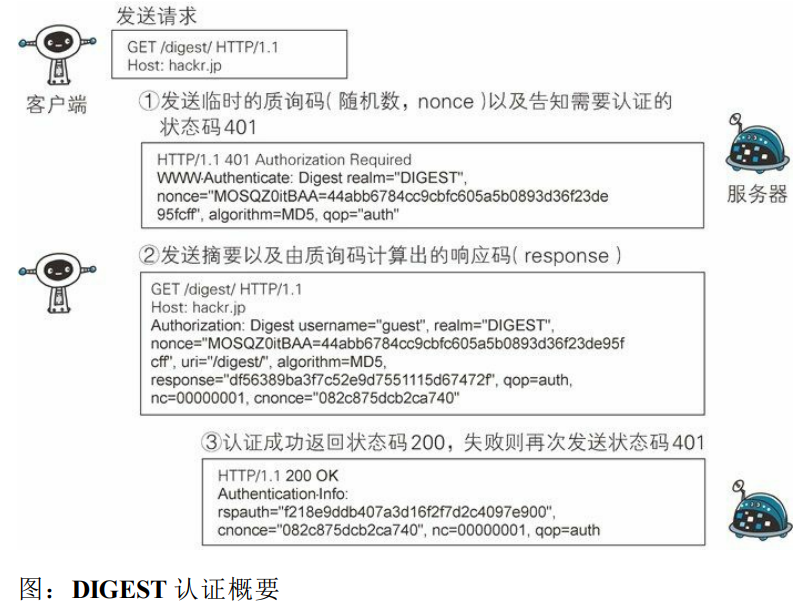 发送请求
GET /digest/ HTTP/1.1
Host: hackr.jp
客户端
①发送临时的质询码(随机数，nonce)以及告知需要认证的
状态码401
HTTP/1.1 401 Authorization Required
WWW-Authenticate: Digest realm="DIGEST",
nonce="MOSQZ0itBAA=44abb6784cc9cbfc605a5b0893d36f23de
95fcff", algorithm=MD5, qop="auth"
服务器
②发送摘要以及由质询码计算出的响应码(response)
GET /digest/ HTTP/1.1
Host: hackr.jp
Authorization: Digest username="guest", realm="DIGEST",
nonce="MOSQZ0itBAA=44abb6784cc9cbfc605a5b0893d36f23de95f
cff", uri="/digest/", algorithm=MD5,
response="df56389ba3f7c52e9d7551115d67472f", qop=auth,
nc=00000001, cnonce="082c875dcb2ca740"
③认证成功返回状态码200，失败则再次发送状态码401
HTTP/1.1 200 OK
Authentication-Info:
rspauth="f218e9ddb407a3d16f2f7d2c4097e900",
cnonce="082c875dcb2ca740", nc=00000001, qop=auth
图：DIGEST 认证概要